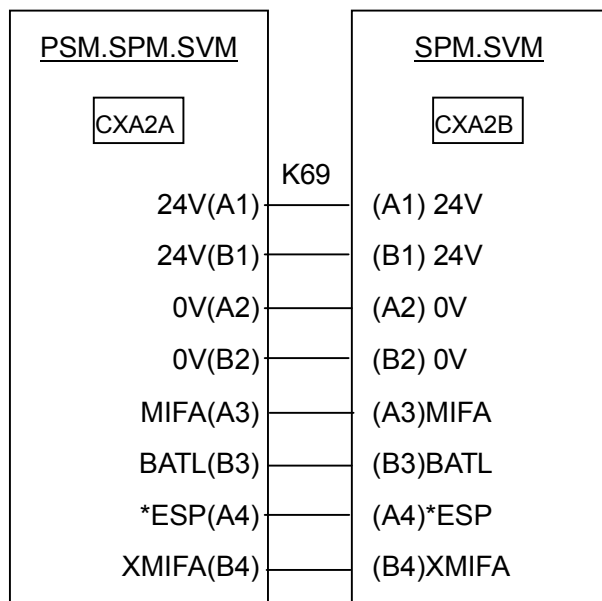 PSM.SPM.SVM SPM.SVM
CXA2A CXA2B
K69
24V(A1) (A1) 24V
24V(B1) (B1) 24V
0V(A2) (A2) 0V
0V(B2) (B2) 0V
MIFA(A3) (A3)MIFA
BATL(B3) (B3)BATL
*ESP(A4) (A4)*ESP
XMIFA(B4) (B4)XMIFA